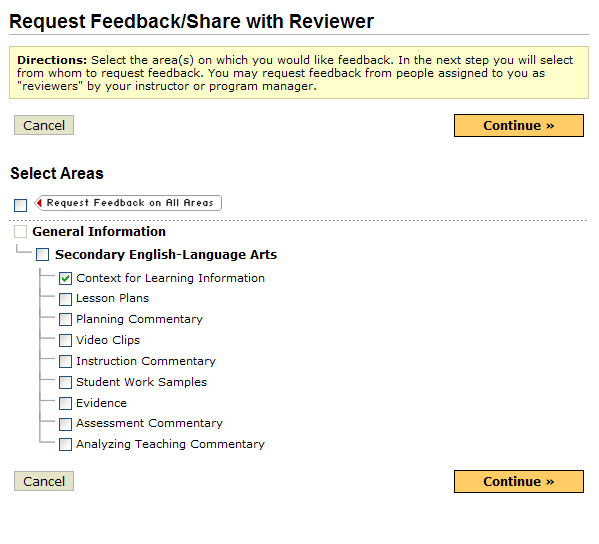 Request Feedback/Share with Reviewer
Directions: Select the area(s) on which you would like feedback. In the next step you will select
from whom to request feedback. You may request feedback from people assigned to you as
"reviewers" by your instructor or program manager.
Cancel
Continue »
Select Areas
Request Feedback on All Areas
General Information
Secondary English-Language Arts
Context for Learning Information
Lesson Plans
Planning Commentary
Video Clips
Instruction Commentary
Student Work Samples
Evidence
Assessment Commentary
Analyzing Teaching Commentary
Cancel
Continue »